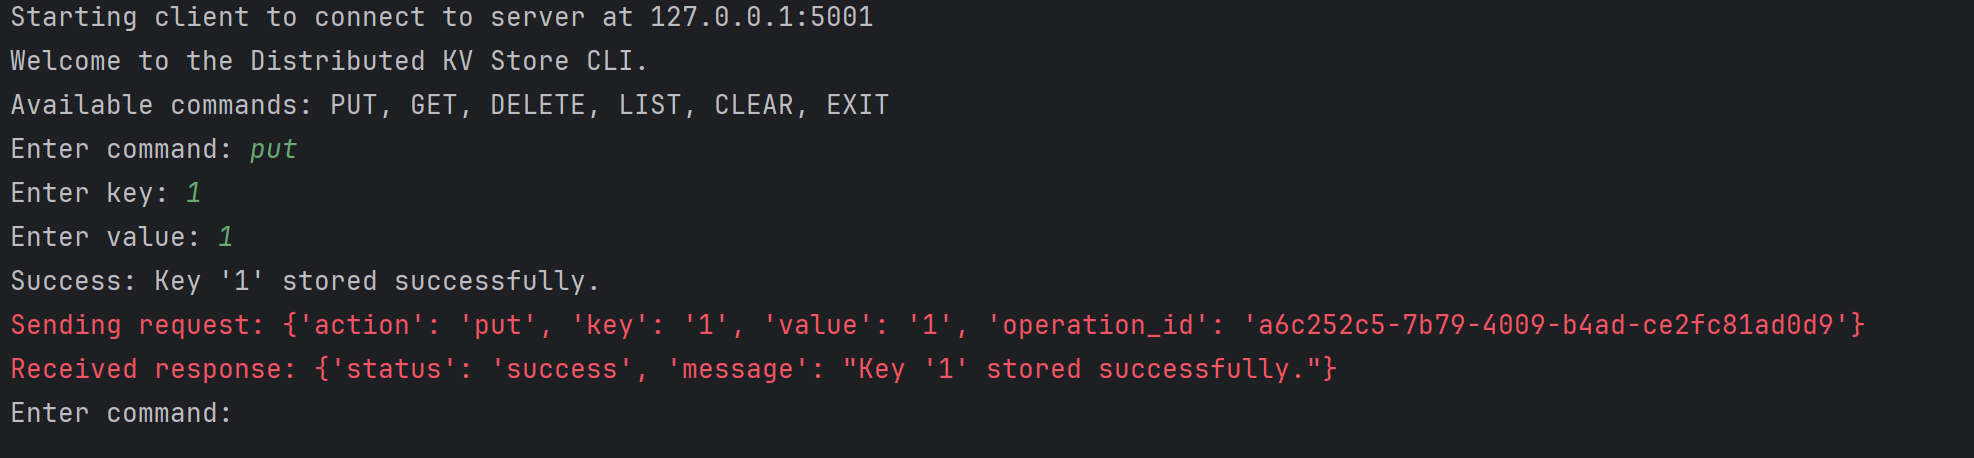 Starting client to connect to server at 127.0.0.1:5001
Welcome to the Distributed KV Store CLI.
Available commands: PUT, GET, DELETE, LIST, CLEAR, EXIT
Enter command: put
Enter key: 1
Enter value: 1
Success: Key '1' stored successfully.
Sending request: {'action': 'put', 'key': '1', 'value': '1', 'operation_id': 'a6c252c5-7b79-4009-b4ad-ce2fc81ad0d9'}
Received response: {'status': 'success', 'message': "Key '1' stored successfully."}
Enter command: